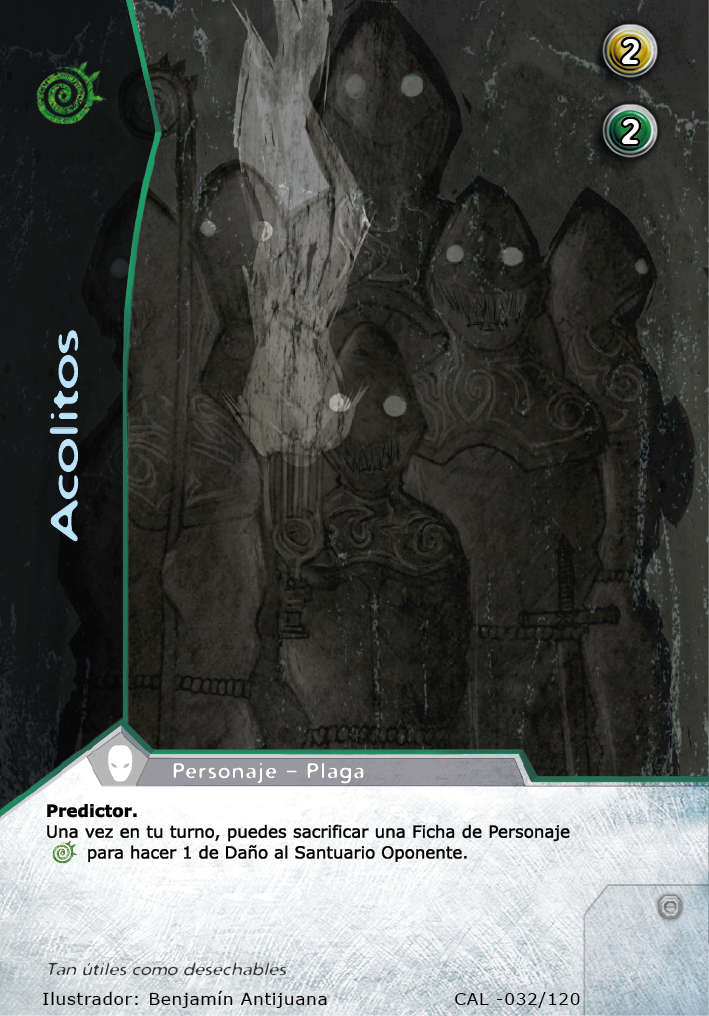 2
2
Acolitos
Personaje – Plaga
Predictor.
Una vez en tu turno, puedes sacrificar una Ficha de Personaje
para hacer 1 de Daño al Santuario Oponente.
Tan útiles como desechables
Ilustrador: Benjamín Antijuana
CAL -032/120